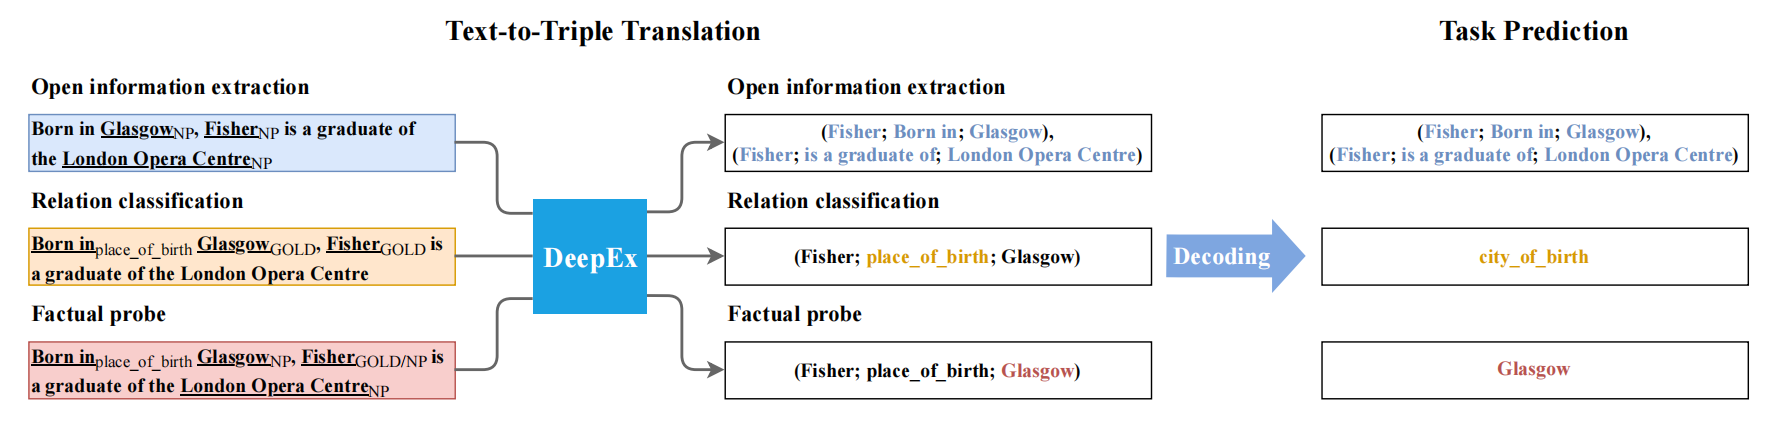 Text-to-Triple Translation
Task Prediction
Open information extraction
Born in GlasgowNP, FisherNP is a graduate of
the London Opera CentreNP
Relation classification
Born inplace_of_birth GlasgowGOLD, FisherGOLD is
a graduate of the London Opera Centre
Factual probe
Born inplace_of_birth GlasgowNP, FisherGOLD/NP is
a graduate of the London Opera CentreNP
DeepEx
Open information extraction
(Fisher; Born in; Glasgow),
(Fisher; is a graduate of; London Opera Centre)
Relation classification
(Fisher; place_of_birth; Glasgow)
Factual probe
(Fisher; place_of_birth; Glasgow)
Decoding
(Fisher; Born in; Glasgow),
(Fisher; is a graduate of; London Opera Centre)
city_of_birth
Glasgow